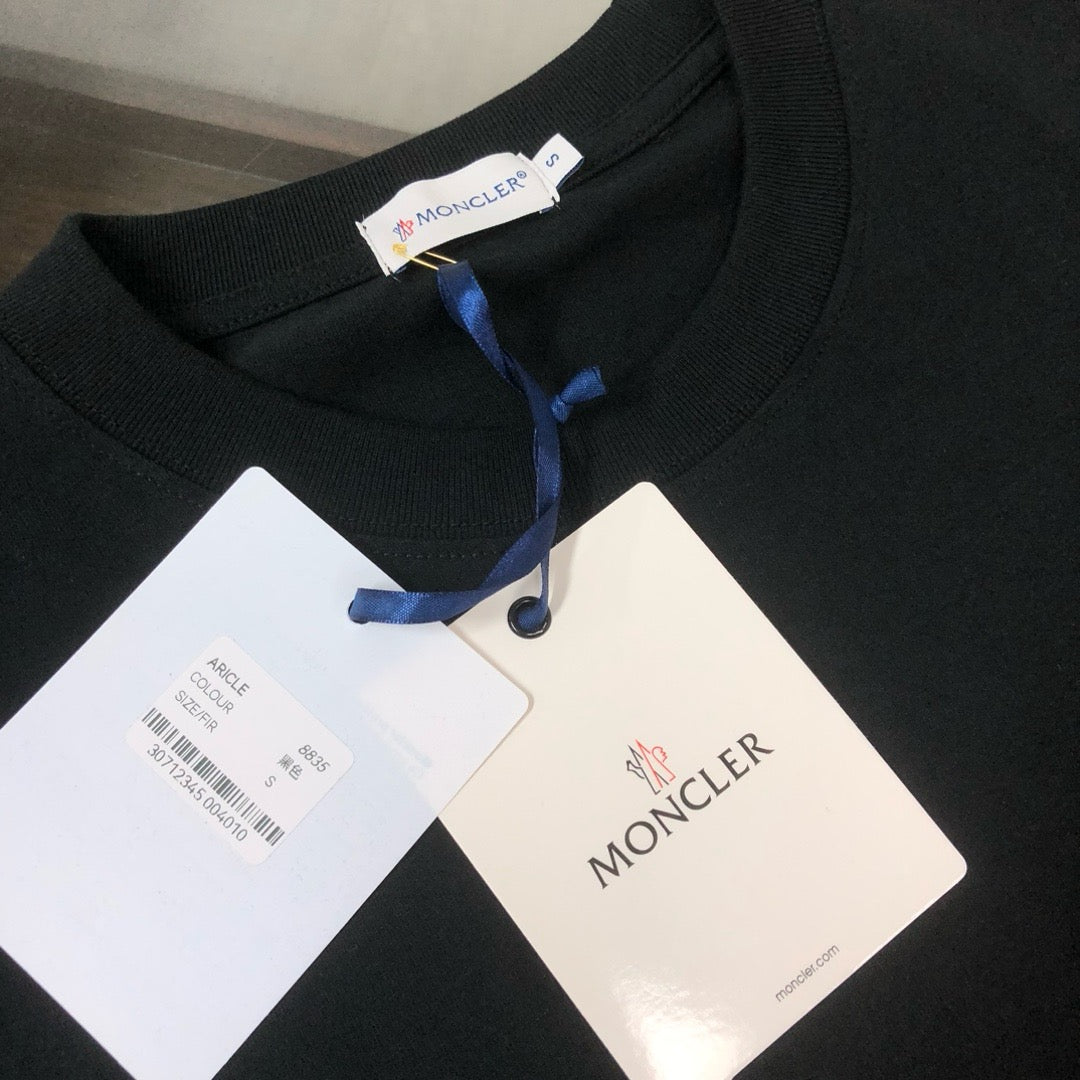 MONCLER®
S
ARICLE 8835
COLOUR 黑色
SIZE/FIR S
30712345 004010
MONCLER
moncler.com